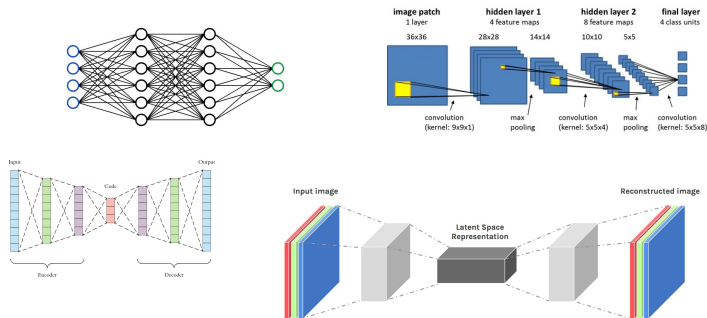 image patch
1 layer
36x36
hidden layer 1
4 feature maps
28x28
14x14
hidden layer 2
8 feature maps
10x10
5x5
final layer
4 class units
convolution
(kernel: 9x9x1)
max
pooling
convolution
(kernel: 5x5x4)
max
pooling
convolution
(kernel: 5x5x8)
Input
Code
Output
Encoder
Decoder
Input image
Latent Space
Representation
Reconstructed image